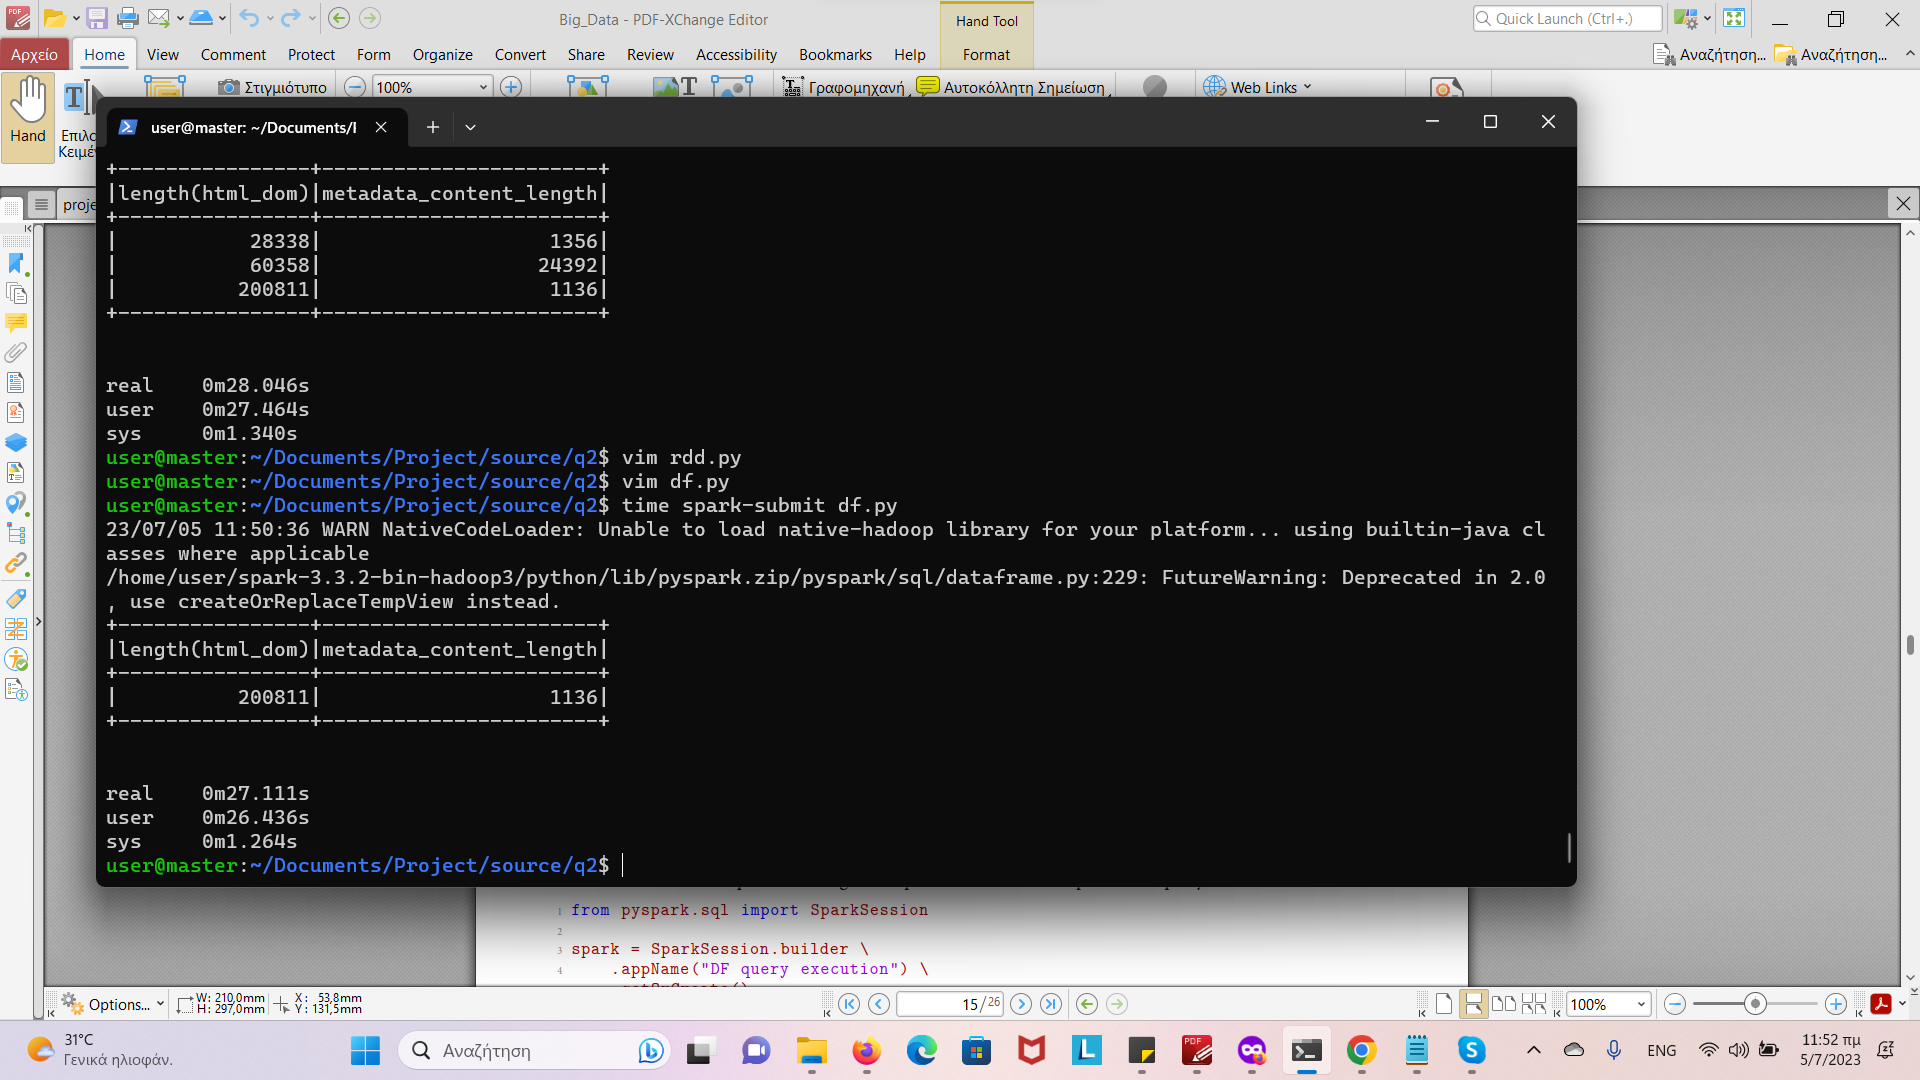 Big_Data - PDF-XChange Editor
Hand Tool
Quick Launch (Ctrl+.)
Αρχείο Home View Comment Protect Form Organize Convert Share Review Accessibility Bookmarks Help Format Αναζήτηση... Αναζήτηση...
Στιγμιότυπο 100% Γραφομηχανή Αυτοκόλλητη Σημείωση Web Links
Hand
user@master: ~/Documents/
+----------------+-----------------------+
|length(html_dom)|metadata_content_length|
+----------------+-----------------------+
|           28338|                   1356|
|           60358|                  24392|
|          200811|                   1136|
+----------------+-----------------------+
real    0m28.046s
user    0m27.464s
sys     0m1.340s
user@master:~/Documents/Project/source/q2$ vim rdd.py
user@master:~/Documents/Project/source/q2$ vim df.py
user@master:~/Documents/Project/source/q2$ time spark-submit df.py
23/07/05 11:50:36 WARN NativeCodeLoader: Unable to load native-hadoop library for your platform... using builtin-java cl
asses where applicable
/home/user/spark-3.3.2-bin-hadoop3/python/lib/pyspark.zip/pyspark/sql/dataframe.py:229: FutureWarning: Deprecated in 2.0
, use createOrReplaceTempView instead.
+----------------+-----------------------+
|length(html_dom)|metadata_content_length|
+----------------+-----------------------+
|          200811|                   1136|
+----------------+-----------------------+
real    0m27.111s
user    0m26.436s
sys     0m1.264s
user@master:~/Documents/Project/source/q2$
1 from pyspark.sql import SparkSession
2
3 spark = SparkSession.builder \
4     .appName("DF query execution") \
Options... W: 210,0mm H: 297,0mm X: 53,8mm Y: 131,5mm 15/26 100%
31°C
Γενικά ηλιοφάν.
Αναζήτηση
ENG
11:52 πμ
5/7/2023